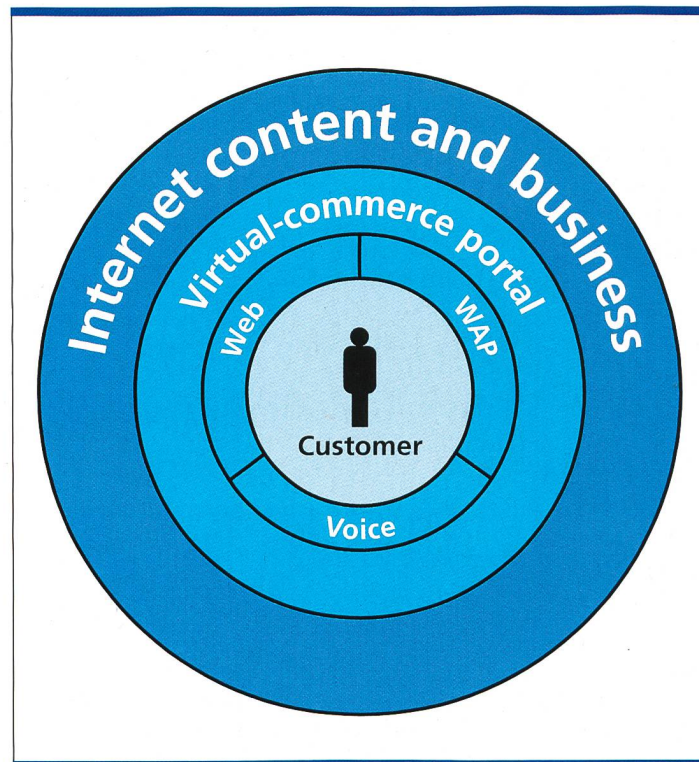 Internet content and business
Virtual-commerce portal
Web
WAP
Customer
Voice